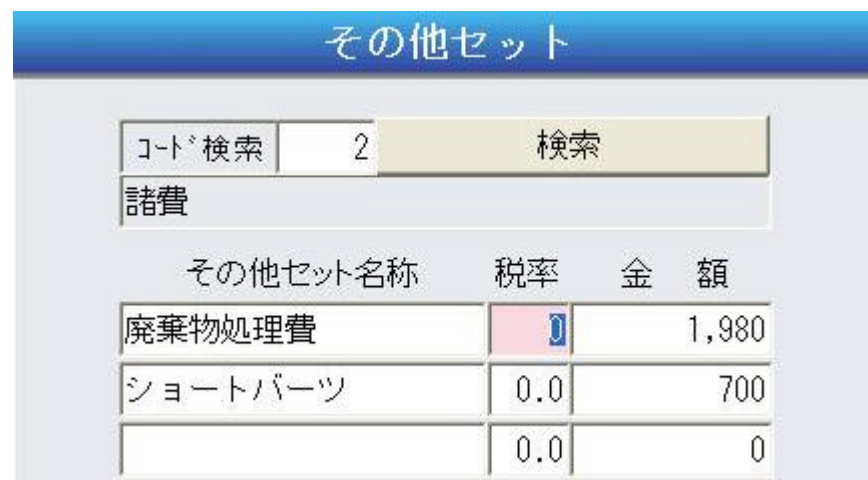 その他セット
コード検索 2 検索
諸費
その他セット名称 税率 金 額
廃棄物処理費 0 1,980
ショートパーツ 0.0 700
0.0 0